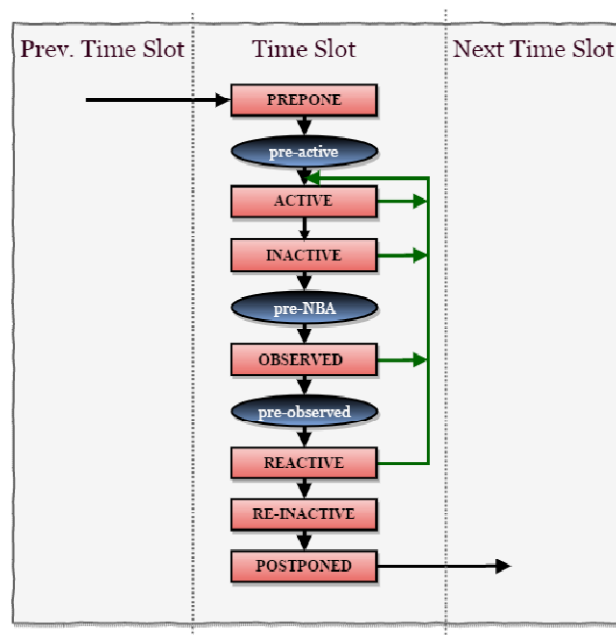 Prev. Time Slot
Time Slot
Next Time Slot
PREPONE
pre-active
ACTIVE
INACTIVE
pre-NBA
OBSERVED
pre-observed
REACTIVE
RE-INACTIVE
POSTPONED